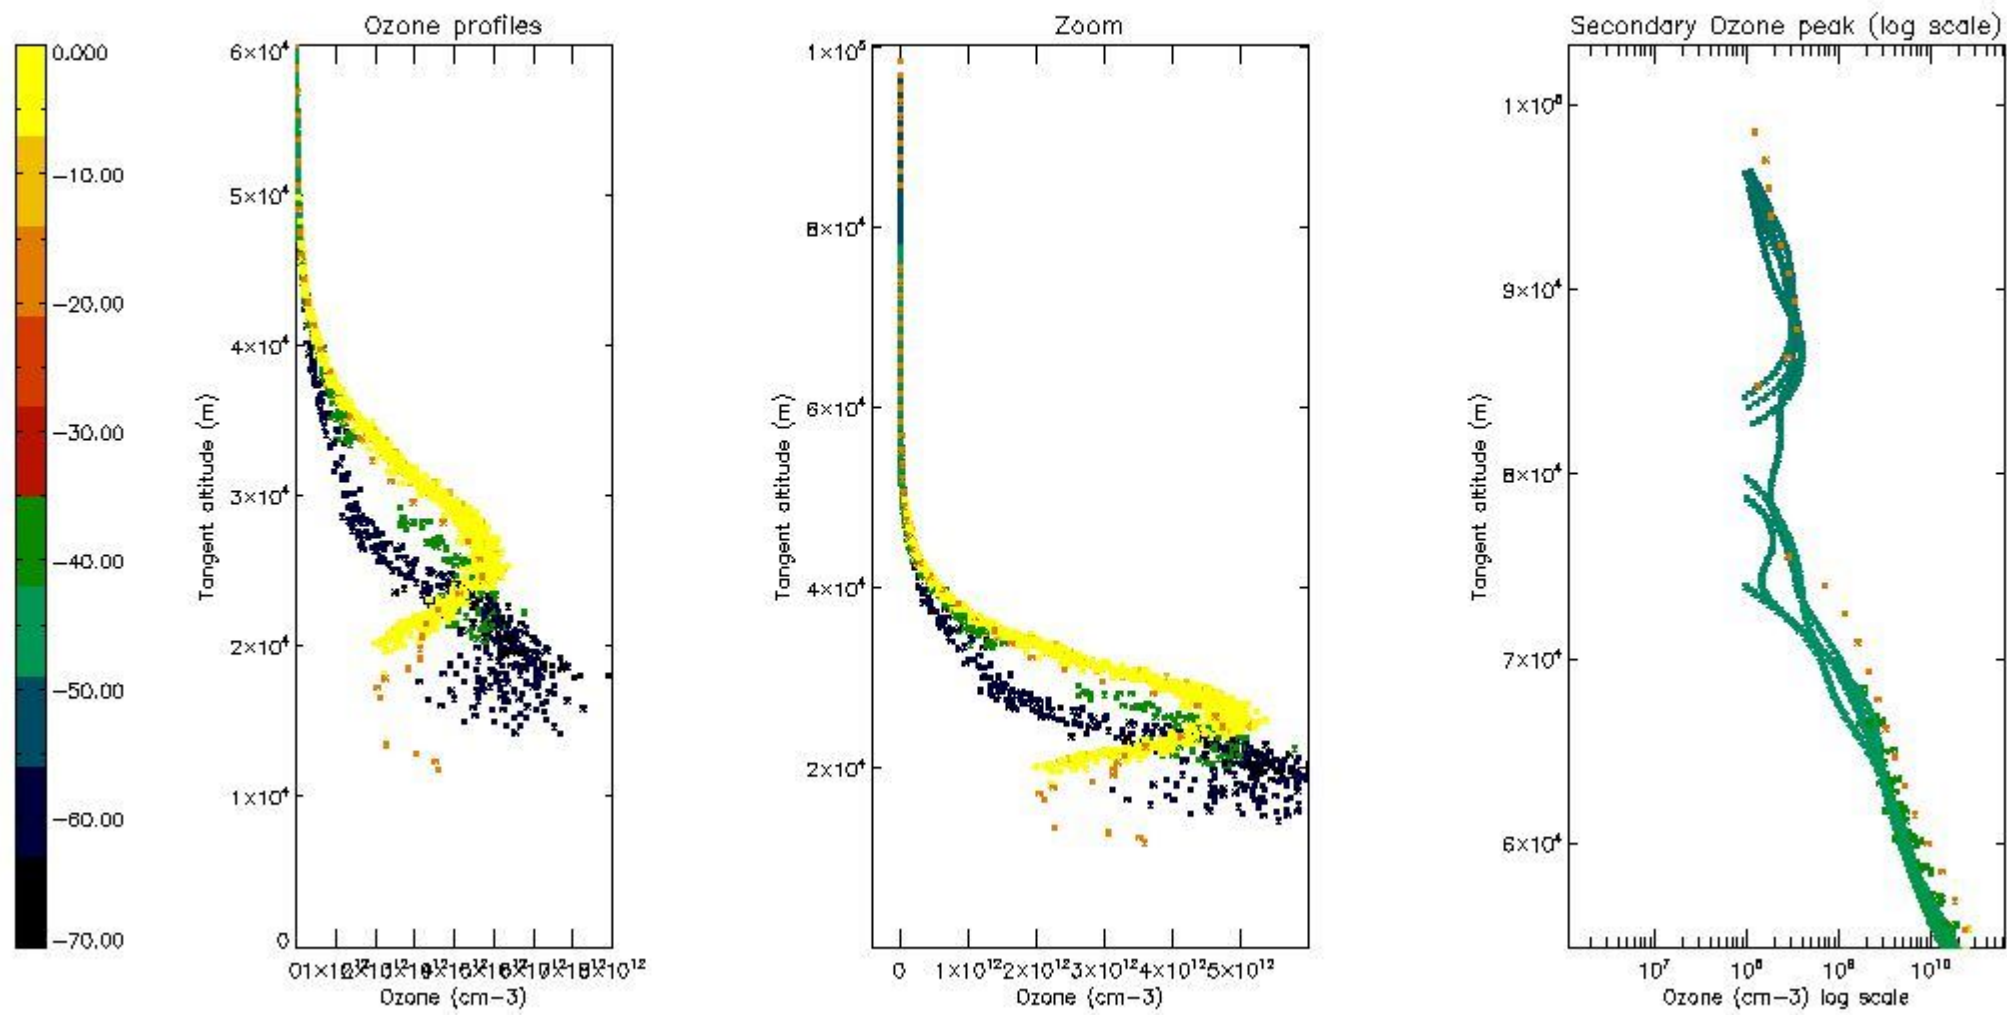 Ozone profiles
Zoom
Secondary Ozone peak (log scale)
0.000
−10.00
−20.00
−30.00
−40.00
−50.00
−60.00
−70.00
Tangent altitude (m)
6×10⁴
5×10⁴
4×10⁴
3×10⁴
2×10⁴
1×10⁴
0
Ozone (cm−3)
Tangent altitude (m)
1×10⁵
8×10⁴
6×10⁴
4×10⁴
2×10⁴
0 1×10¹² 2×10¹² 3×10¹² 4×10¹² 5×10¹²
Ozone (cm−3)
Tangent altitude (m)
9×10⁴
8×10⁴
7×10⁴
6×10⁴
10⁷ 10⁸ 10⁹ 10¹⁰
Ozone (cm−3) log scale